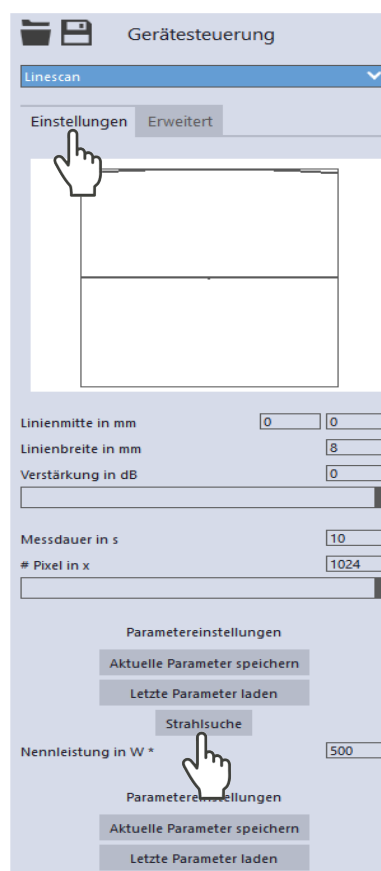 Gerätesteuerung
Linescan
Einstellungen Erweitert
Linienmitte in mm 0 0
Linienbreite in mm 8
Verstärkung in dB 0
Messdauer in s 10
# Pixel in x 1024
Parametereinstellungen
Aktuelle Parameter speichern
Letzte Parameter laden
Strahlsuche
Nennleistung in W * 500
Parametereinstellungen
Aktuelle Parameter speichern
Letzte Parameter laden